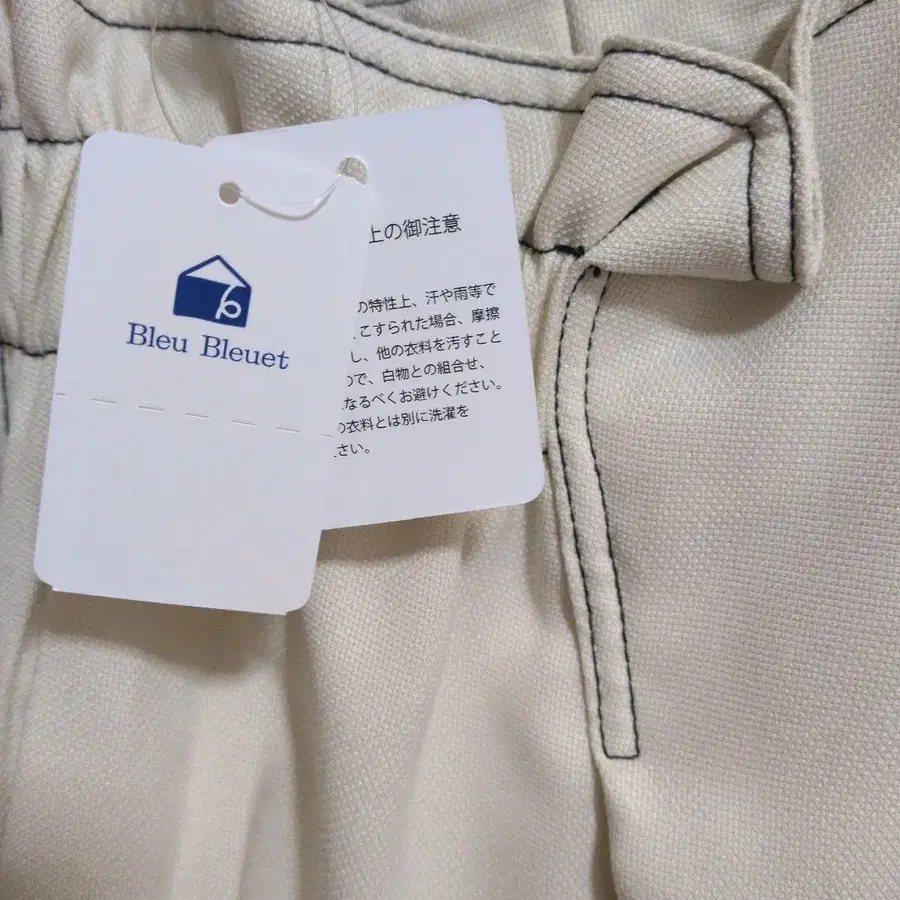 Bleu Bleuet
上の御注意
の特性上、汗や雨等で
こすられた場合、摩擦
し、他の衣料を汚すこと
ので、白物との組合せ、
なるべくお避けください。
の衣料とは別に洗濯を
さい。